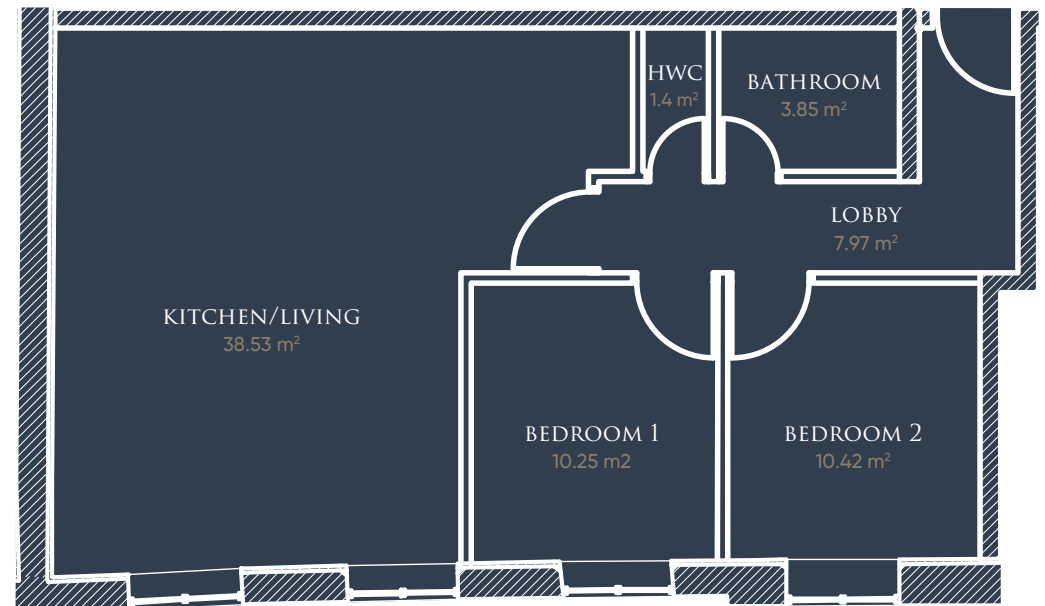 HWC
1.4 m²
BATHROOM
3.85 m²
LOBBY
7.97 m²
KITCHEN/LIVING
38.53 m²
BEDROOM 1
10.25 m2
BEDROOM 2
10.42 m²